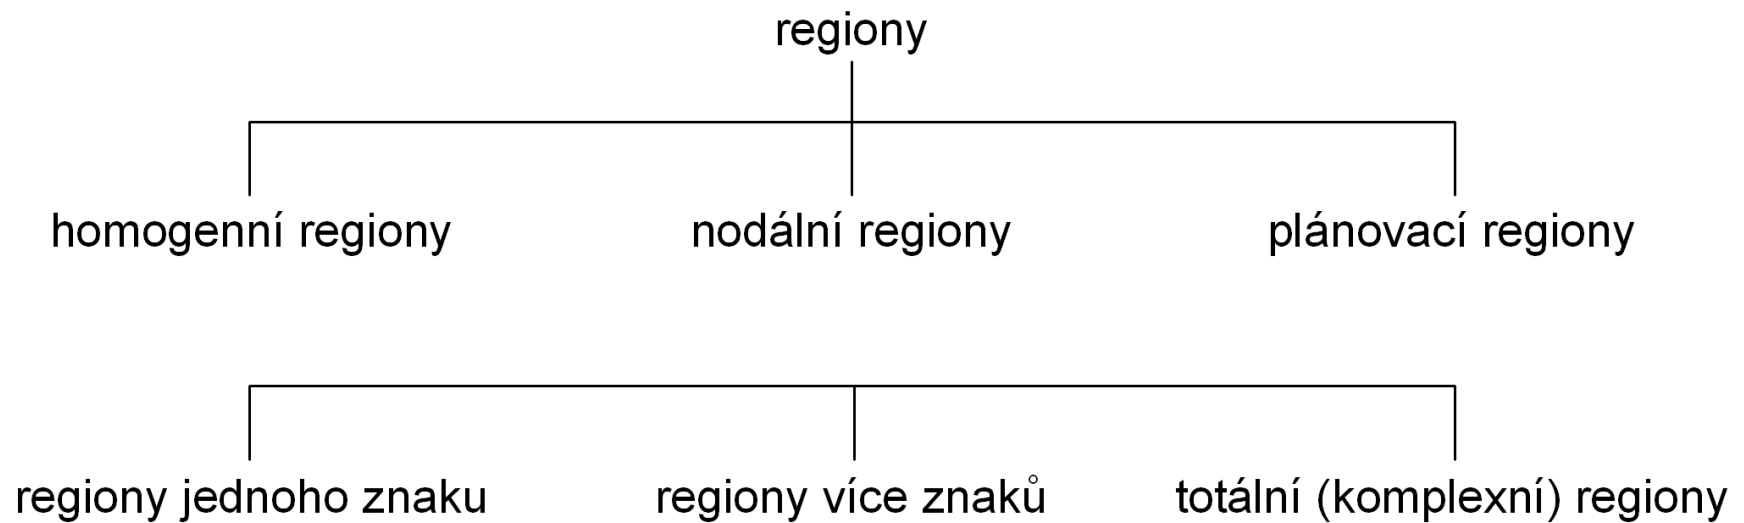 regiony
homogenní regiony nodální regiony plánovací regiony
regiony jednoho znaku regiony více znaků totální (komplexní) regiony